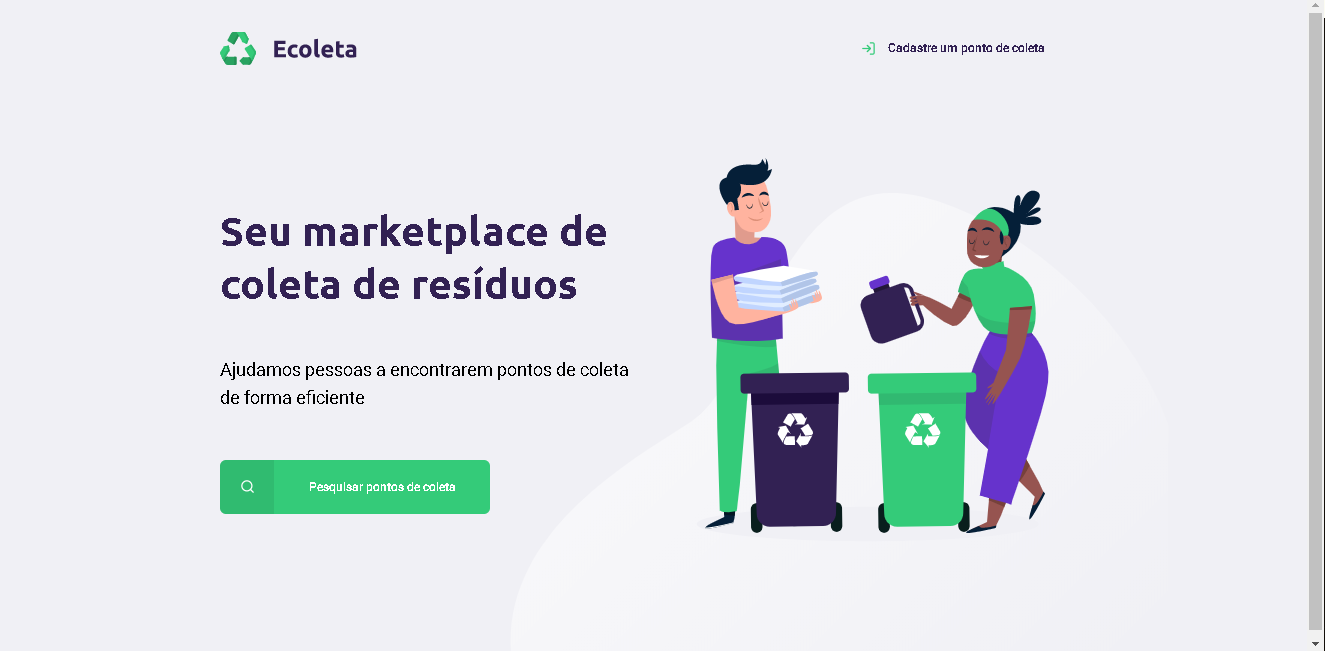 Ecoleta
Cadastre um ponto de coleta
Seu marketplace de
coleta de resíduos
Ajudamos pessoas a encontrarem pontos de coleta
de forma eficiente
Pesquisar pontos de coleta